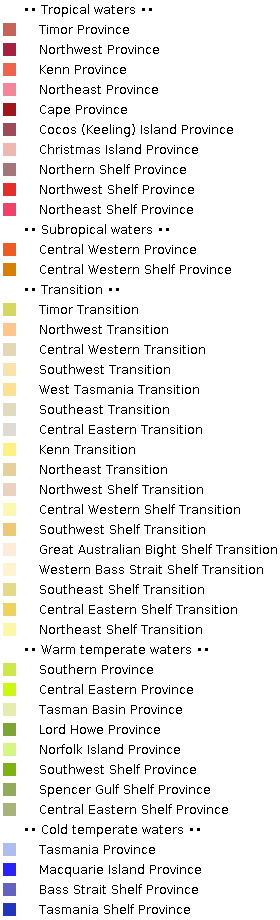 •• Tropical waters ••
Timor Province
Northwest Province
Kenn Province
Northeast Province
Cape Province
Cocos (Keeling) Island Province
Christmas Island Province
Northern Shelf Province
Northwest Shelf Province
Northeast Shelf Province
•• Subropical waters ••
Central Western Province
Central Western Shelf Province
•• Transition ••
Timor Transition
Northwest Transition
Central Western Transition
Southwest Transition
West Tasmania Transition
Southeast Transition
Central Eastern Transition
Kenn Transition
Northeast Transition
Northwest Shelf Transition
Central Western Shelf Transition
Southwest Shelf Transition
Great Australian Bight Shelf Transition
Western Bass Strait Shelf Transition
Southeast Shelf Transition
Central Eastern Shelf Transition
Northeast Shelf Transition
•• Warm temperate waters ••
Southern Province
Central Eastern Province
Tasman Basin Province
Lord Howe Province
Norfolk Island Province
Southwest Shelf Province
Spencer Gulf Shelf Province
Central Eastern Shelf Province
•• Cold temperate waters ••
Tasmania Province
Macquarie Island Province
Bass Strait Shelf Province
Tasmania Shelf Province